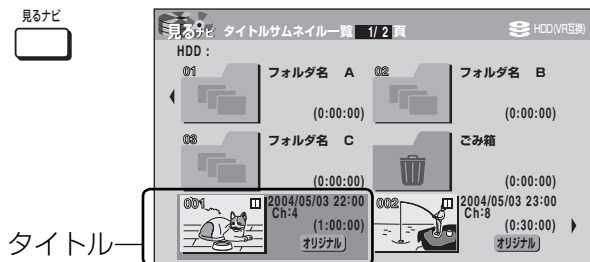 見るナビ
見るナビ タイトルサムネイル一覧 1/ 2 頁 HDD(VR互換)
HDD :
01 フォルダ名 A (0:00:00)
02 フォルダ名 B (0:00:00)
03 フォルダ名 C (0:00:00)
ごみ箱 (0:00:00)
001 2004/05/03 22:00
Ch:4
(1:00:00)
オリジナル
002 2004/05/03 23:00
Ch:8
(0:30:00)
オリジナル
タイトル